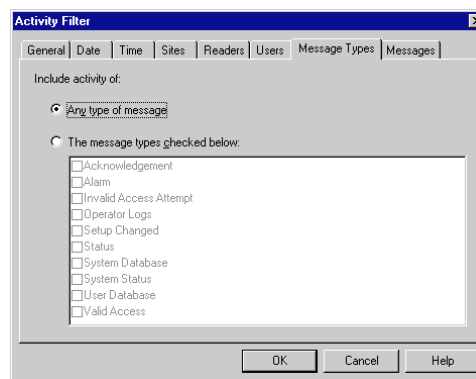 Activity Filter
General Date Time Sites Readers Users Message Types Messages
Include activity of:
Any type of message
The message types checked below:
Acknowledgement
Alarm
Invalid Access Attempt
Operator Logs
Setup Changed
Status
System Database
System Status
User Database
Valid Access
OK Cancel Help